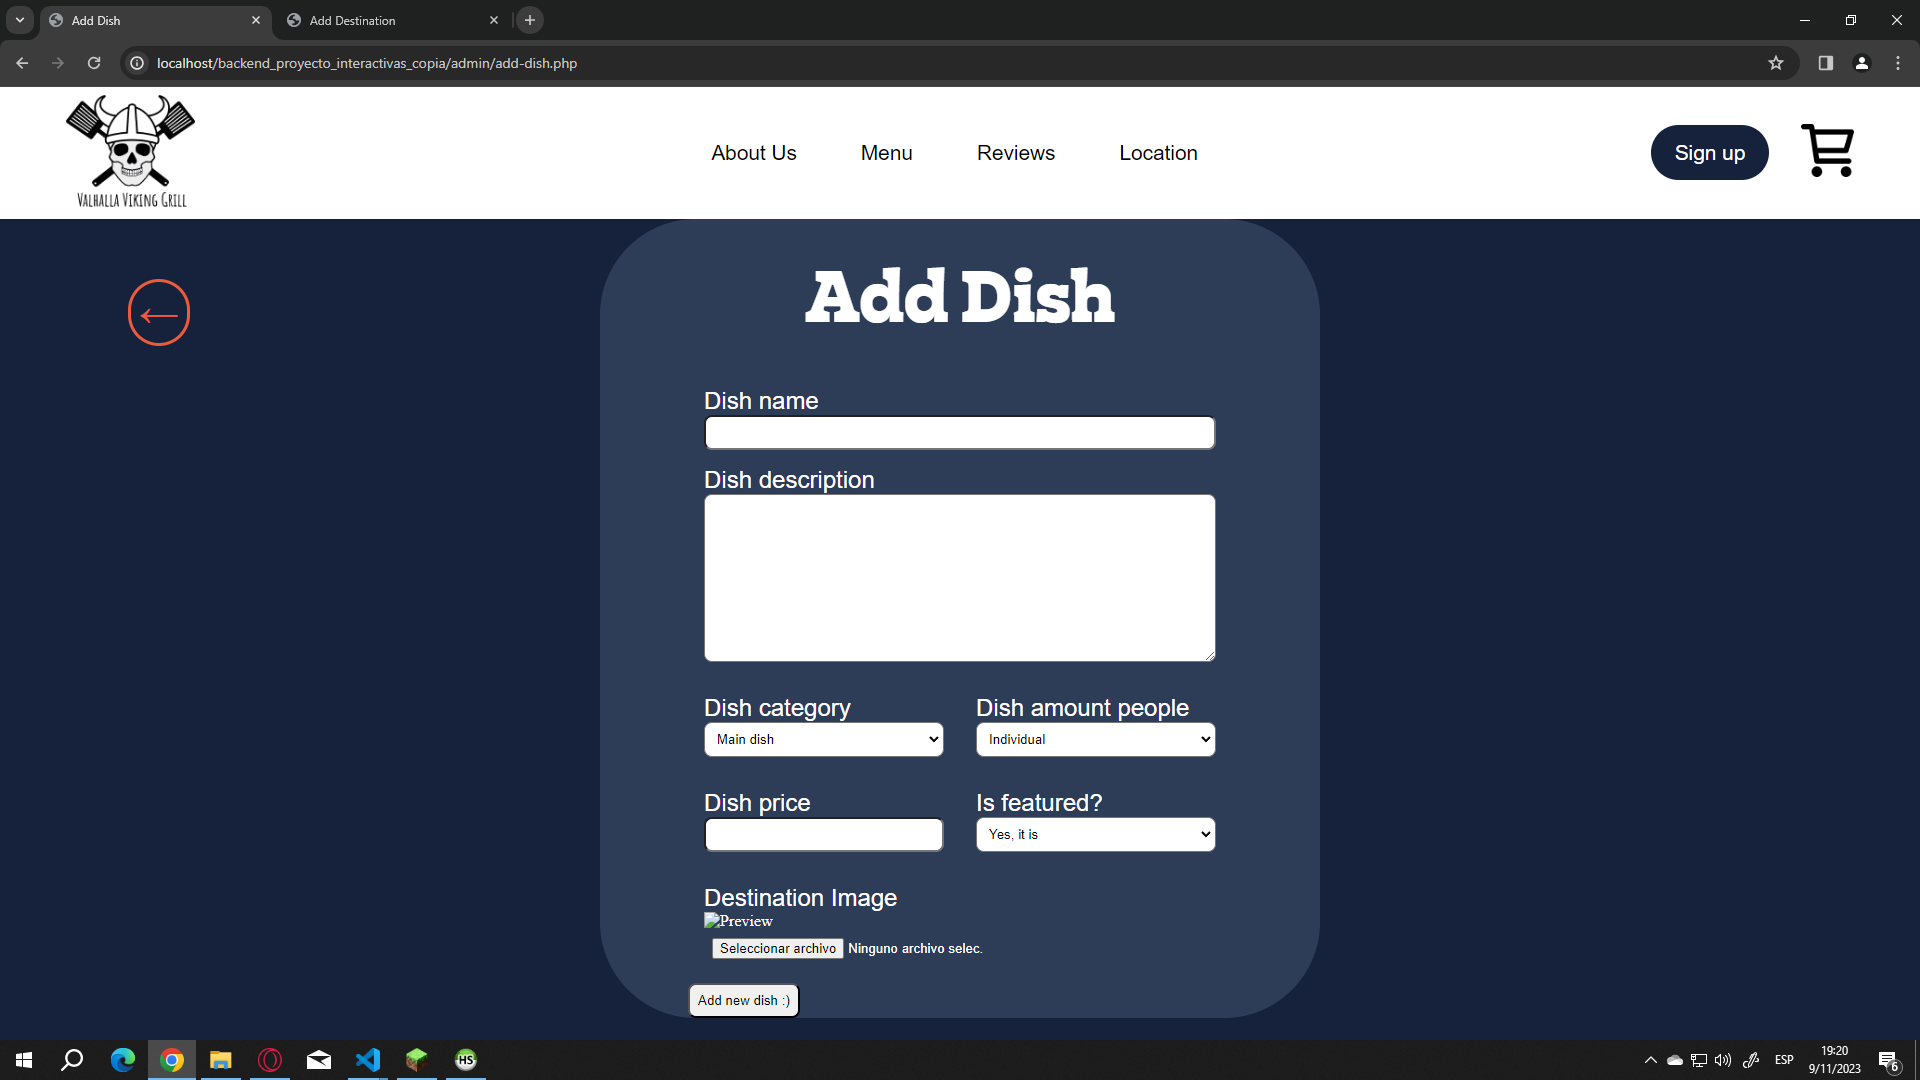 Add Dish
Add Destination
localhost/backend_proyecto_interactivas_copia/admin/add-dish.php
VALHALLA VIKING GRILL
About Us
Menu
Reviews
Location
Sign up
Add Dish
Dish name
Dish description
Dish category
Dish amount people
Main dish
Individual
Dish price
Is featured?
Yes, it is
Destination Image
Preview
Seleccionar archivo Ninguno archivo selec.
Add new dish :)
HS
ESP
19:20
9/11/2023
6